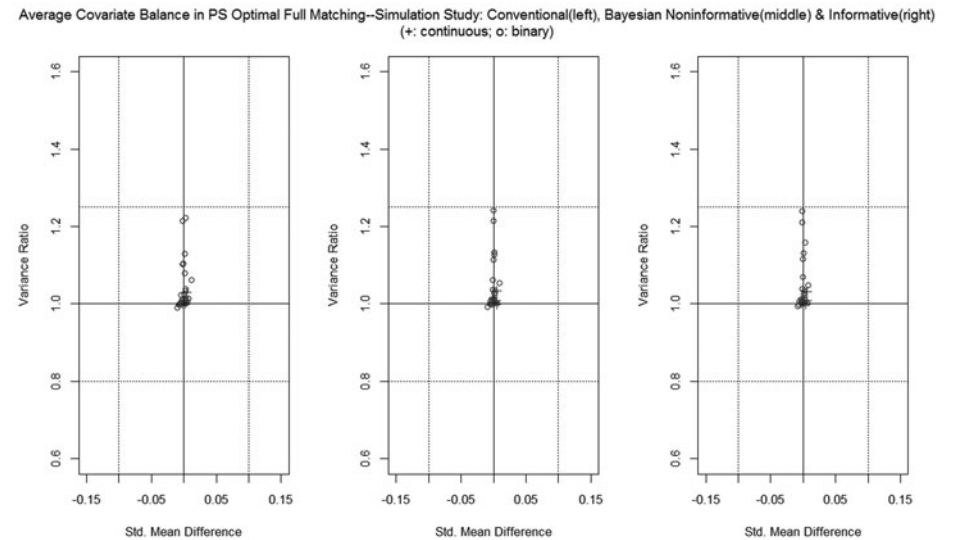 Average Covariate Balance in PS Optimal Full Matching--Simulation Study: Conventional(left), Bayesian Noninformative(middle) & Informative(right)
(+: continuous; o: binary)
Variance Ratio
1.6
1.4
1.2
1.0
0.8
0.6
-0.15 -0.05 0.05 0.15
Std. Mean Difference
Variance Ratio
1.6
1.4
1.2
1.0
0.8
0.6
-0.15 -0.05 0.05 0.15
Std. Mean Difference
Variance Ratio
1.6
1.4
1.2
1.0
0.8
0.6
-0.15 -0.05 0.05 0.15
Std. Mean Difference